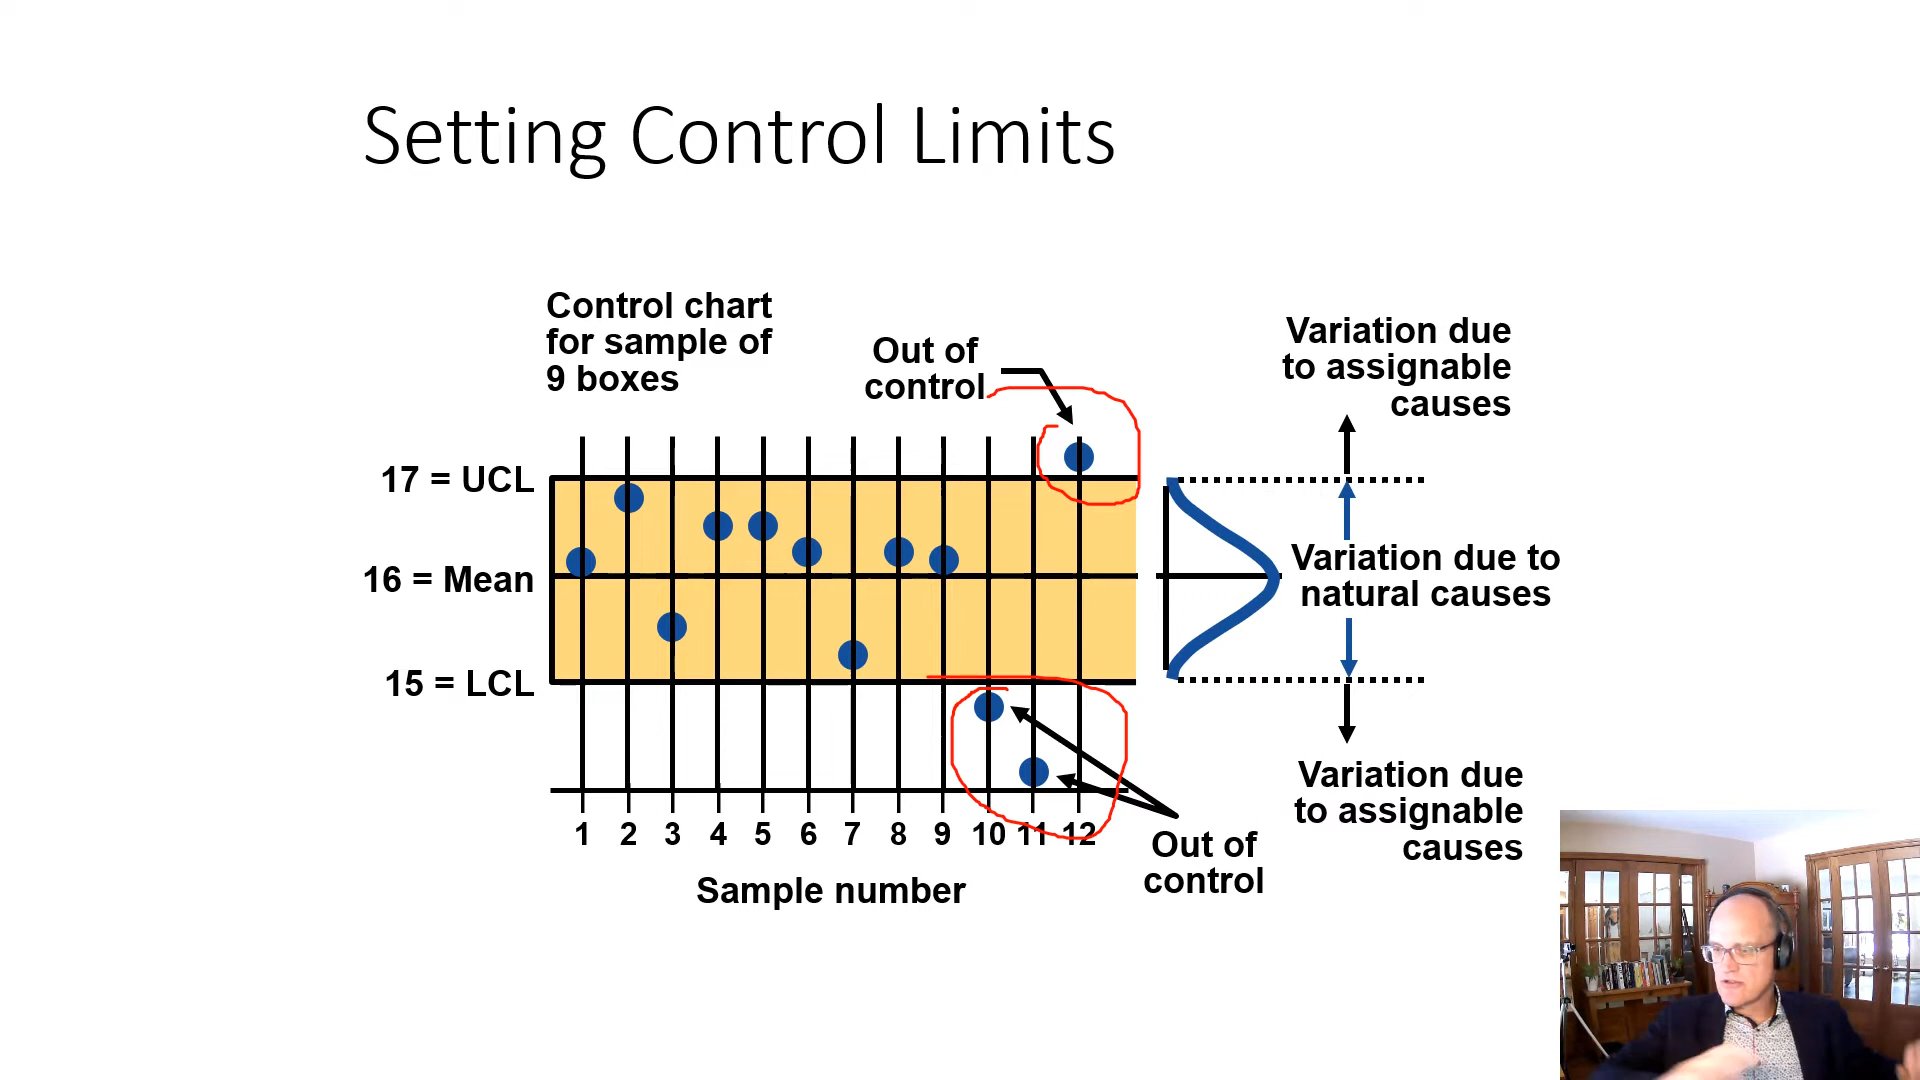 Setting Control Limits
Control chart
for sample of
9 boxes
Out of
control
Variation due
to assignable
causes
17 = UCL
16 = Mean
15 = LCL
Variation due to
natural causes
Variation due
to assignable
causes
1 2 3 4 5 6 7 8 9 10 11 12
Sample number
Out of
control